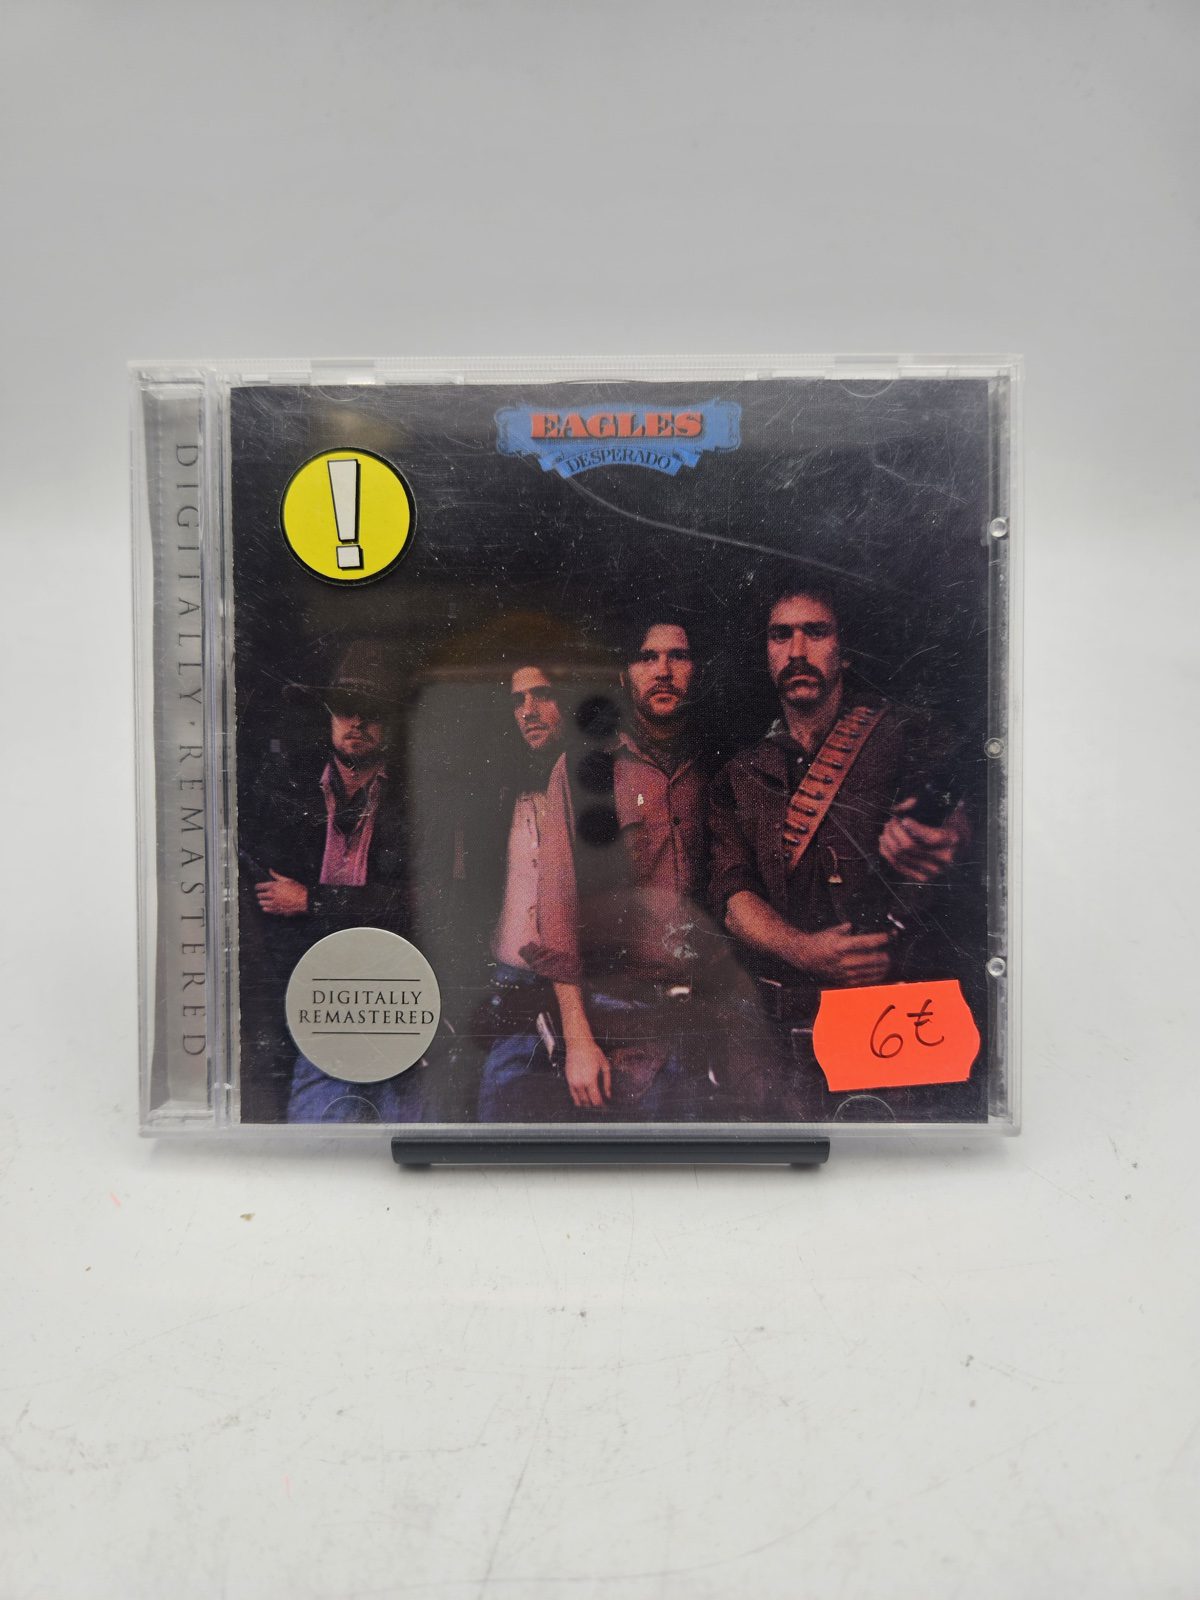 DIGITALLY · REMASTERED
EAGLES
DESPERADO
!
DIGITALLY
REMASTERED
6€